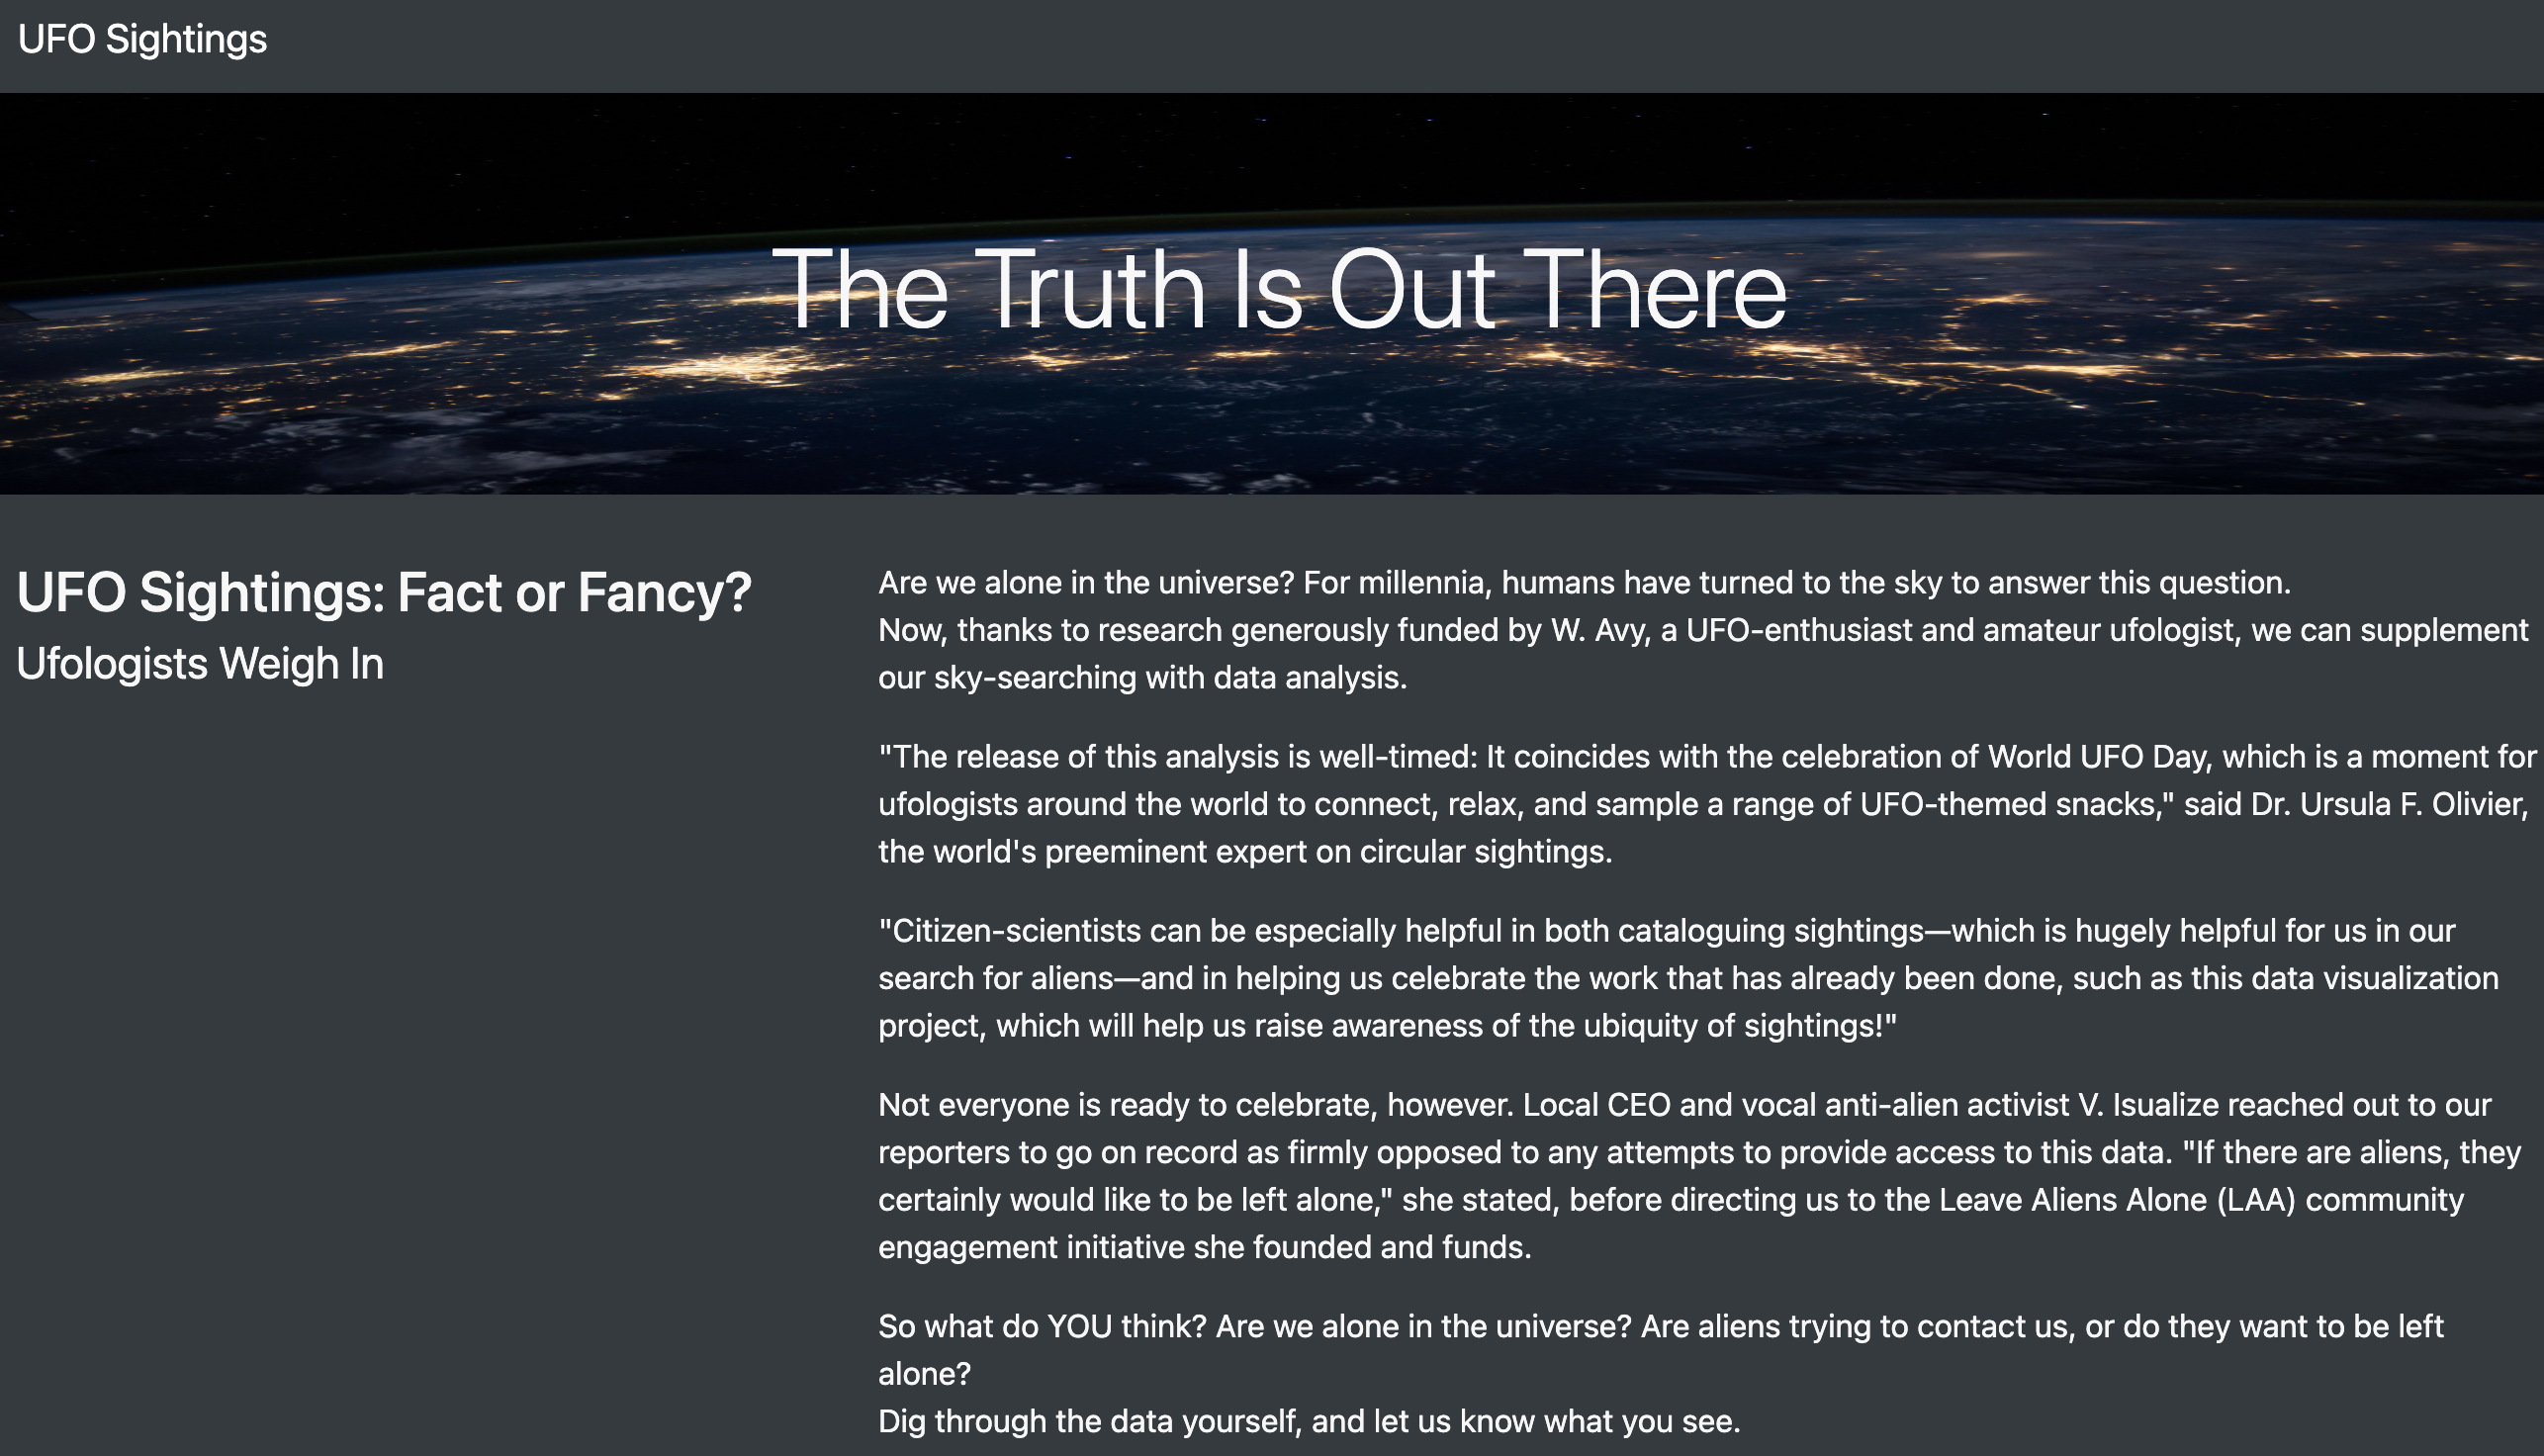 UFO Sightings
The Truth Is Out There
UFO Sightings: Fact or Fancy?
Ufologists Weigh In
Are we alone in the universe? For millennia, humans have turned to the sky to answer this question.
Now, thanks to research generously funded by W. Avy, a UFO-enthusiast and amateur ufologist, we can supplement
our sky-searching with data analysis.
"The release of this analysis is well-timed: It coincides with the celebration of World UFO Day, which is a moment for
ufologists around the world to connect, relax, and sample a range of UFO-themed snacks," said Dr. Ursula F. Olivier,
the world's preeminent expert on circular sightings.
"Citizen-scientists can be especially helpful in both cataloguing sightings—which is hugely helpful for us in our
search for aliens—and in helping us celebrate the work that has already been done, such as this data visualization
project, which will help us raise awareness of the ubiquity of sightings!"
Not everyone is ready to celebrate, however. Local CEO and vocal anti-alien activist V. Isualize reached out to our
reporters to go on record as firmly opposed to any attempts to provide access to this data. "If there are aliens, they
certainly would like to be left alone," she stated, before directing us to the Leave Aliens Alone (LAA) community
engagement initiative she founded and funds.
So what do YOU think? Are we alone in the universe? Are aliens trying to contact us, or do they want to be left
alone?
Dig through the data yourself, and let us know what you see.